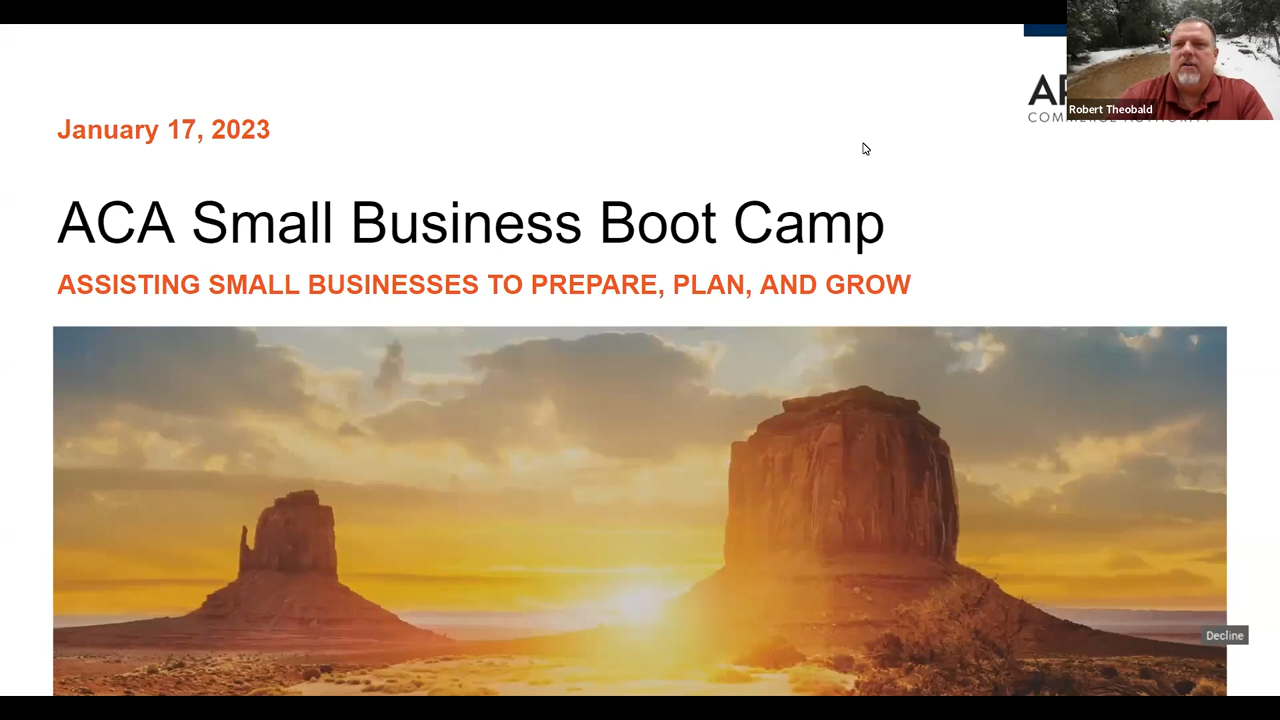 January 17, 2023
Robert Theobald
ACA Small Business Boot Camp
ASSISTING SMALL BUSINESSES TO PREPARE, PLAN, AND GROW
Decline